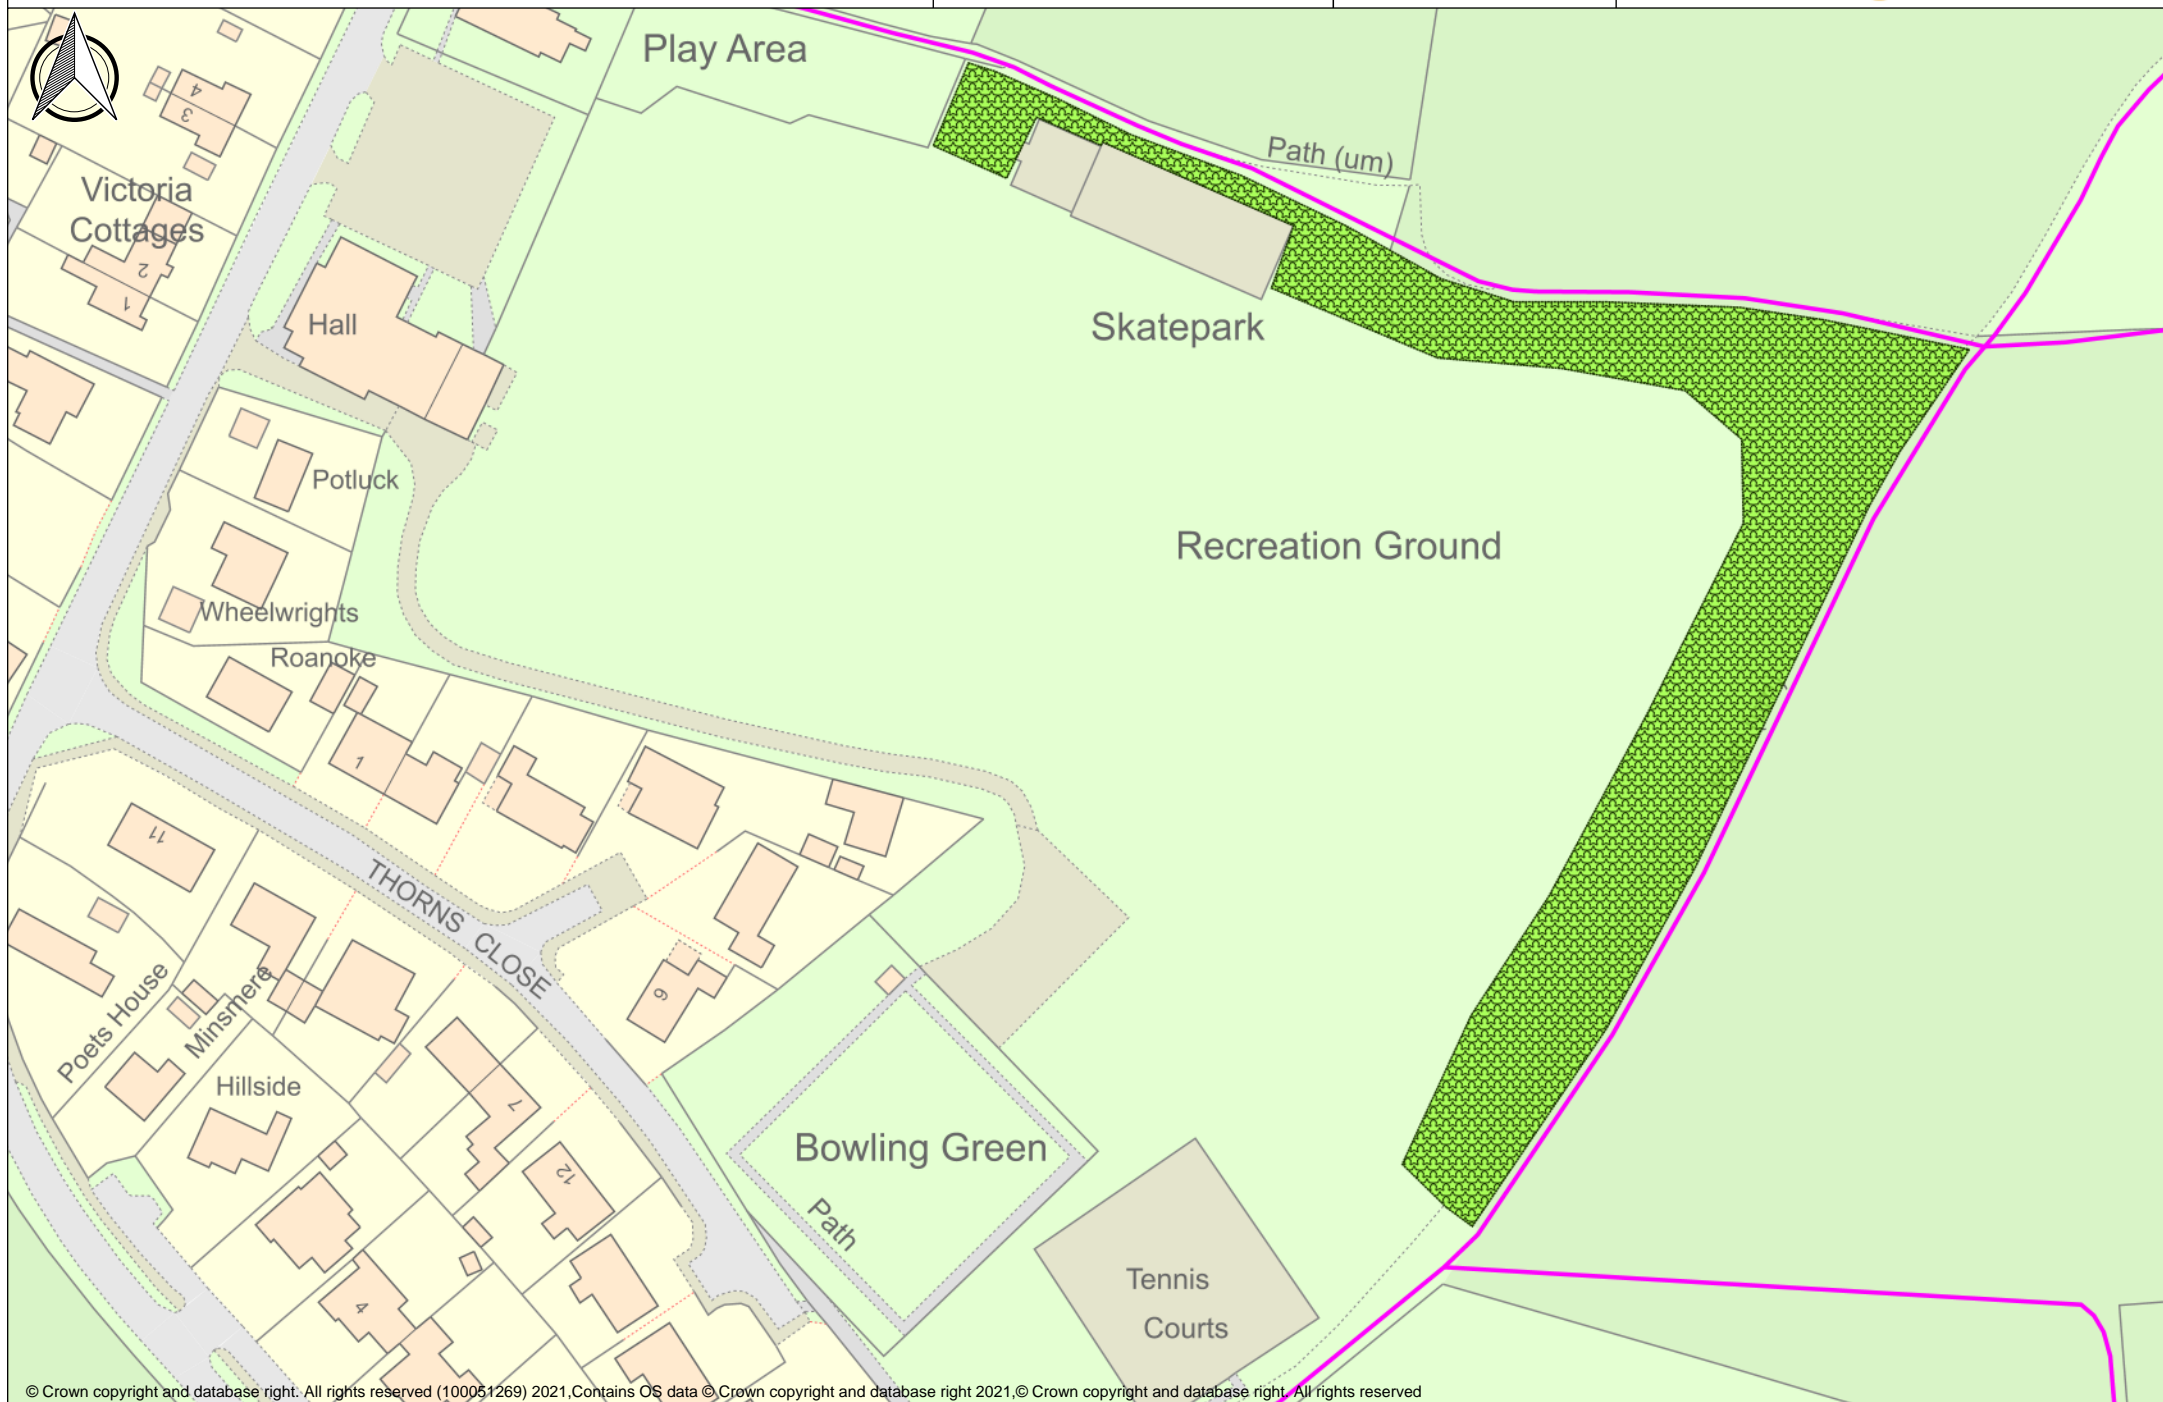 Play Area
Path (um)
4
3
Victoria
Cottages
2
1
Hall
Skatepark
Potluck
Recreation Ground
Wheelwrights
Roanoke
1
11
THORNS CLOSE
9
Poets House
Minsmere
Hillside
7
12
Bowling Green
Path
4
Tennis
Courts
© Crown copyright and database right. All rights reserved (100051269) 2021,Contains OS data © Crown copyright and database right 2021,© Crown copyright and database right. All rights reserved